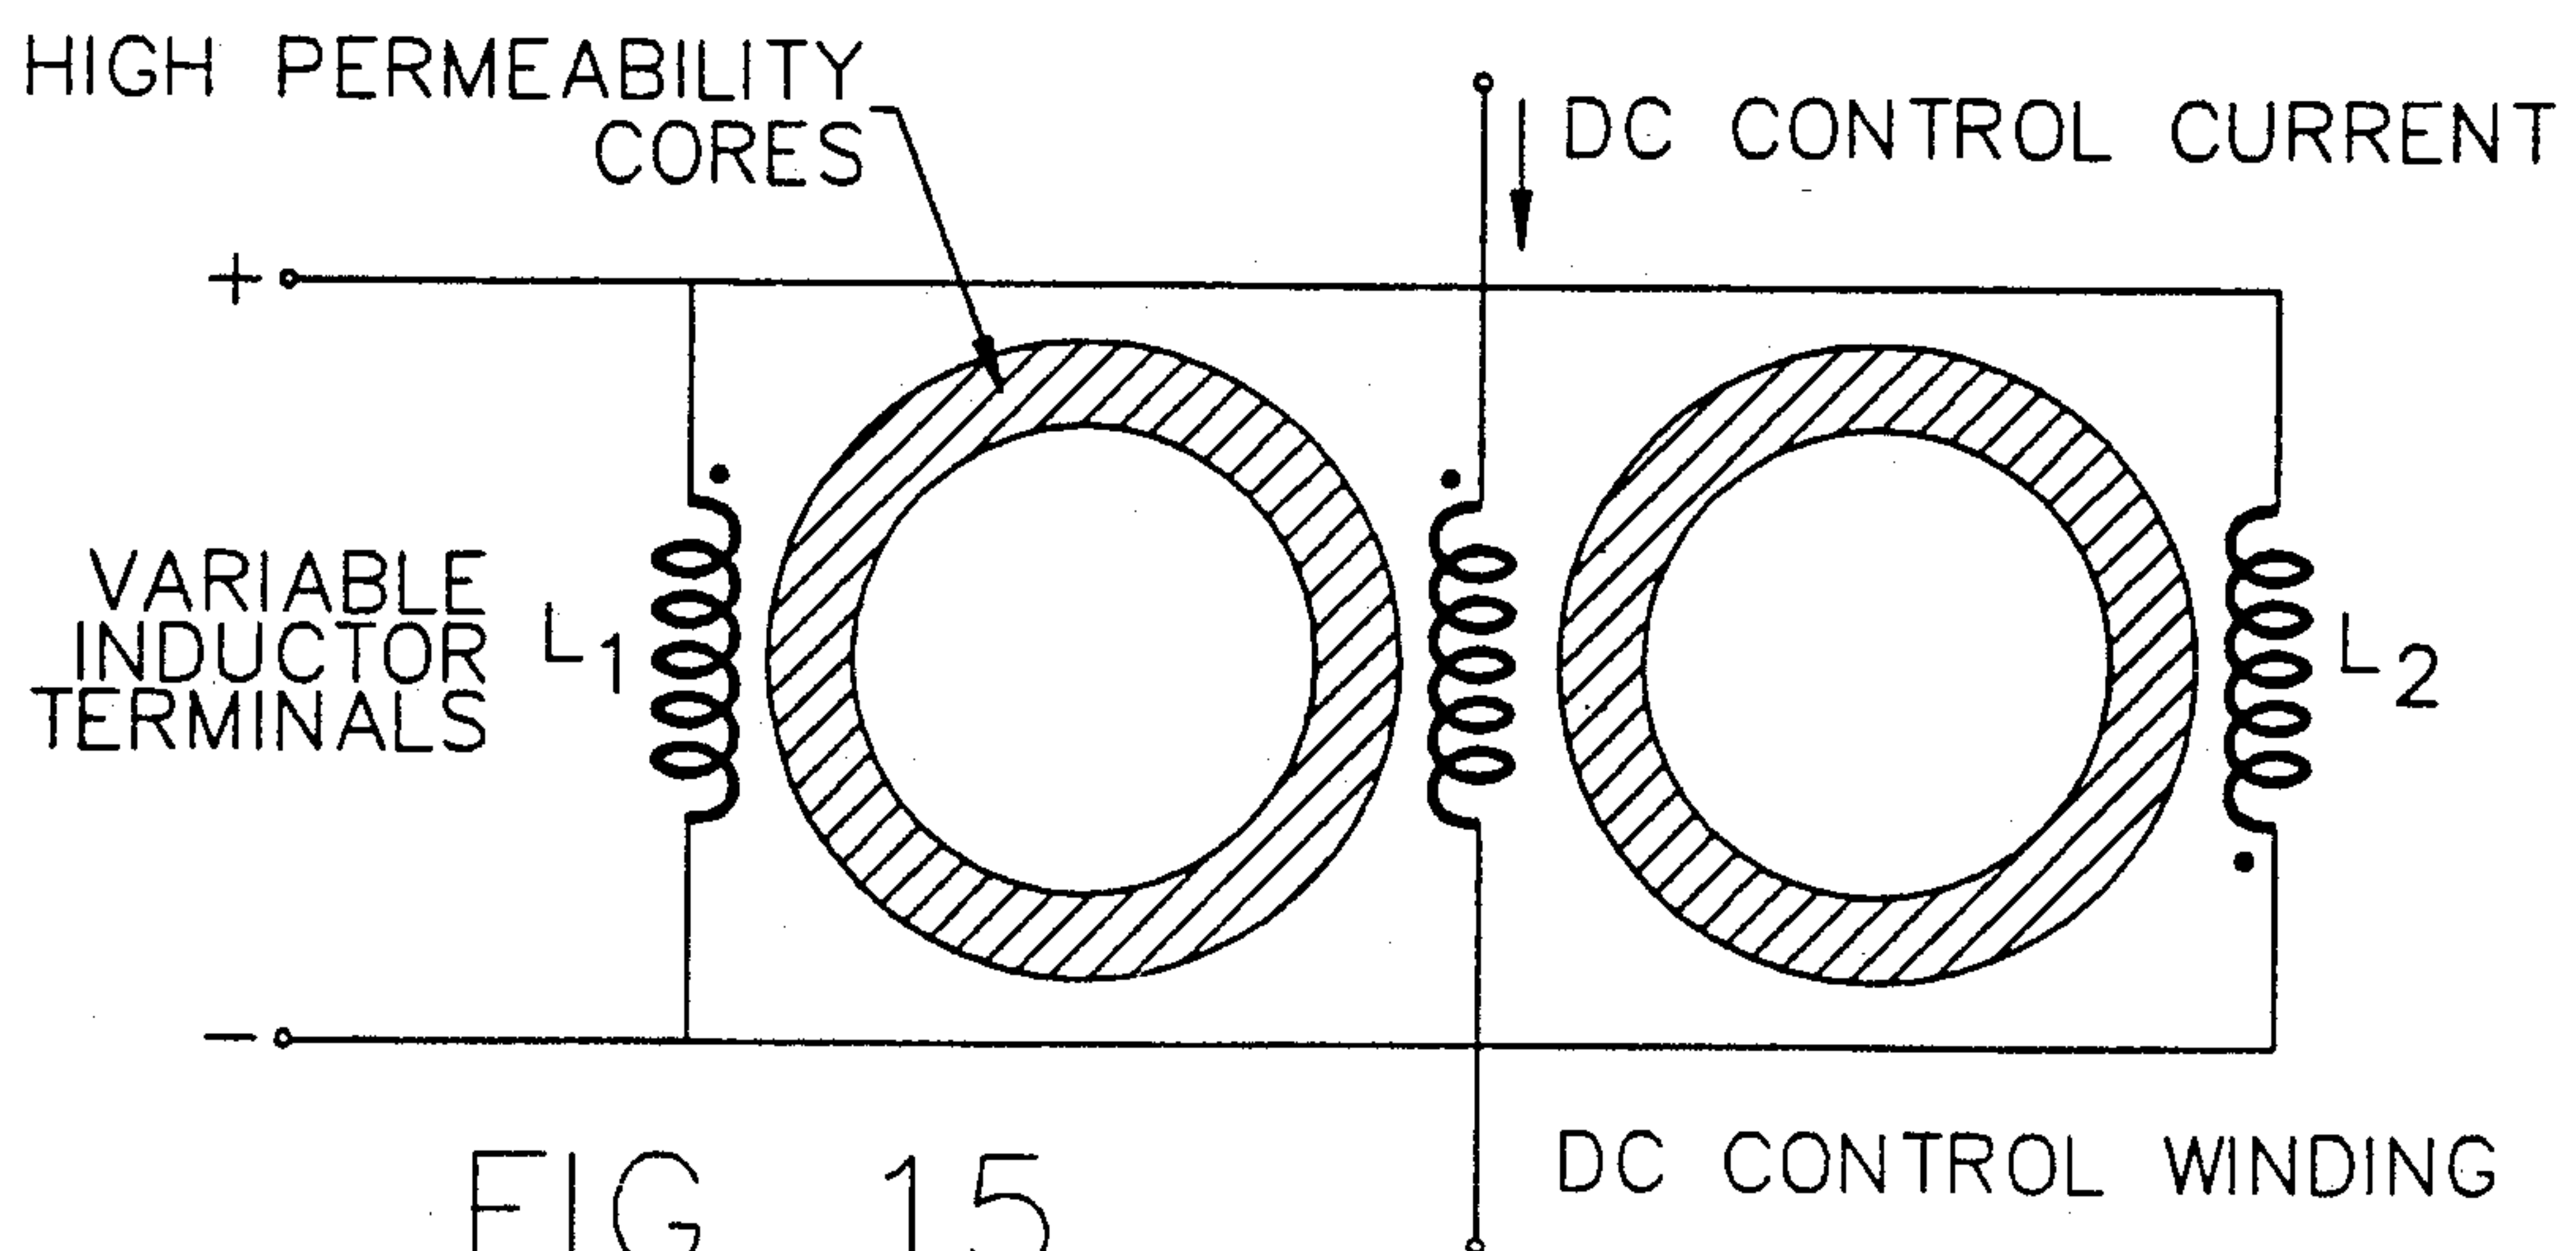 HIGH PERMEABILITY
CORES
DC CONTROL CURRENT
+
VARIABLE
INDUCTOR
TERMINALS
L1
L2
−
DC CONTROL WINDING
FIG 15